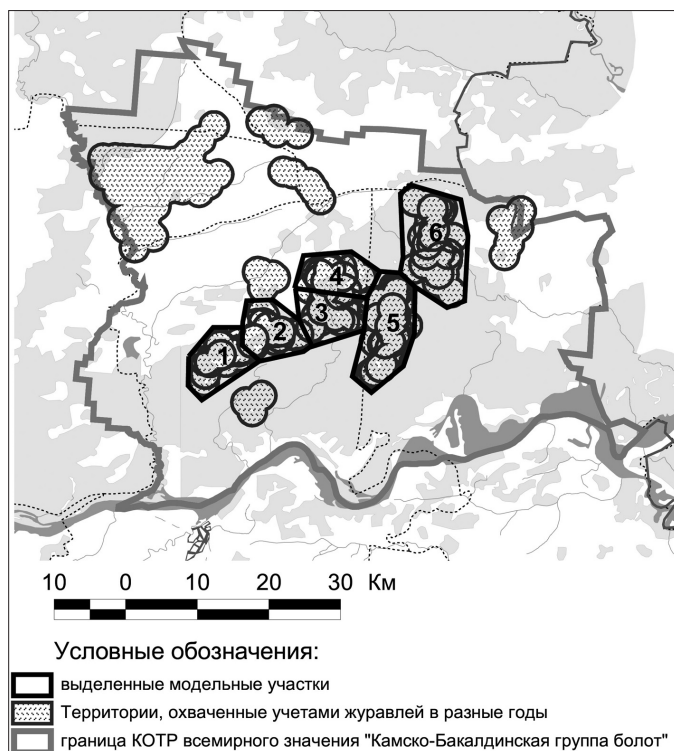 6
4
3
5
2
1
10 0 10 20 30 Км
Условные обозначения:
выделенные модельные участки
Территории, охваченные учетами журавлей в разные годы
граница КОТР всемирного значения "Камско-Бакалдинская группа болот"